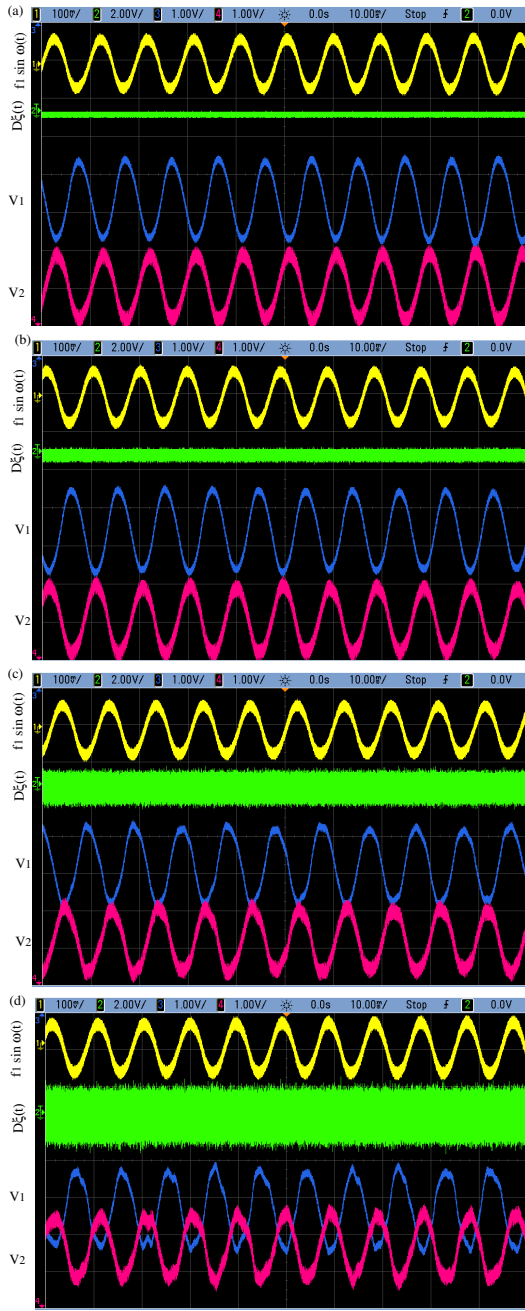 (a)
1 100mV/ 2 2.00V/ 3 1.00V/ 4 1.00V/ 0.0s 10.00ms/ Stop 2 0.0V
f1 sin ω(t)
Dξ(t)
V1
V2
(b)
1 100mV/ 2 2.00V/ 3 1.00V/ 4 1.00V/ 0.0s 10.00ms/ Stop 2 0.0V
f1 sin ω(t)
Dξ(t)
V1
V2
(c)
1 100mV/ 2 2.00V/ 3 1.00V/ 4 1.00V/ 0.0s 10.00ms/ Stop 2 0.0V
f1 sin ω(t)
Dξ(t)
V1
V2
(d)
1 100mV/ 2 2.00V/ 3 1.00V/ 4 1.00V/ 0.0s 10.00ms/ Stop 2 0.0V
f1 sin ω(t)
Dξ(t)
V1
V2